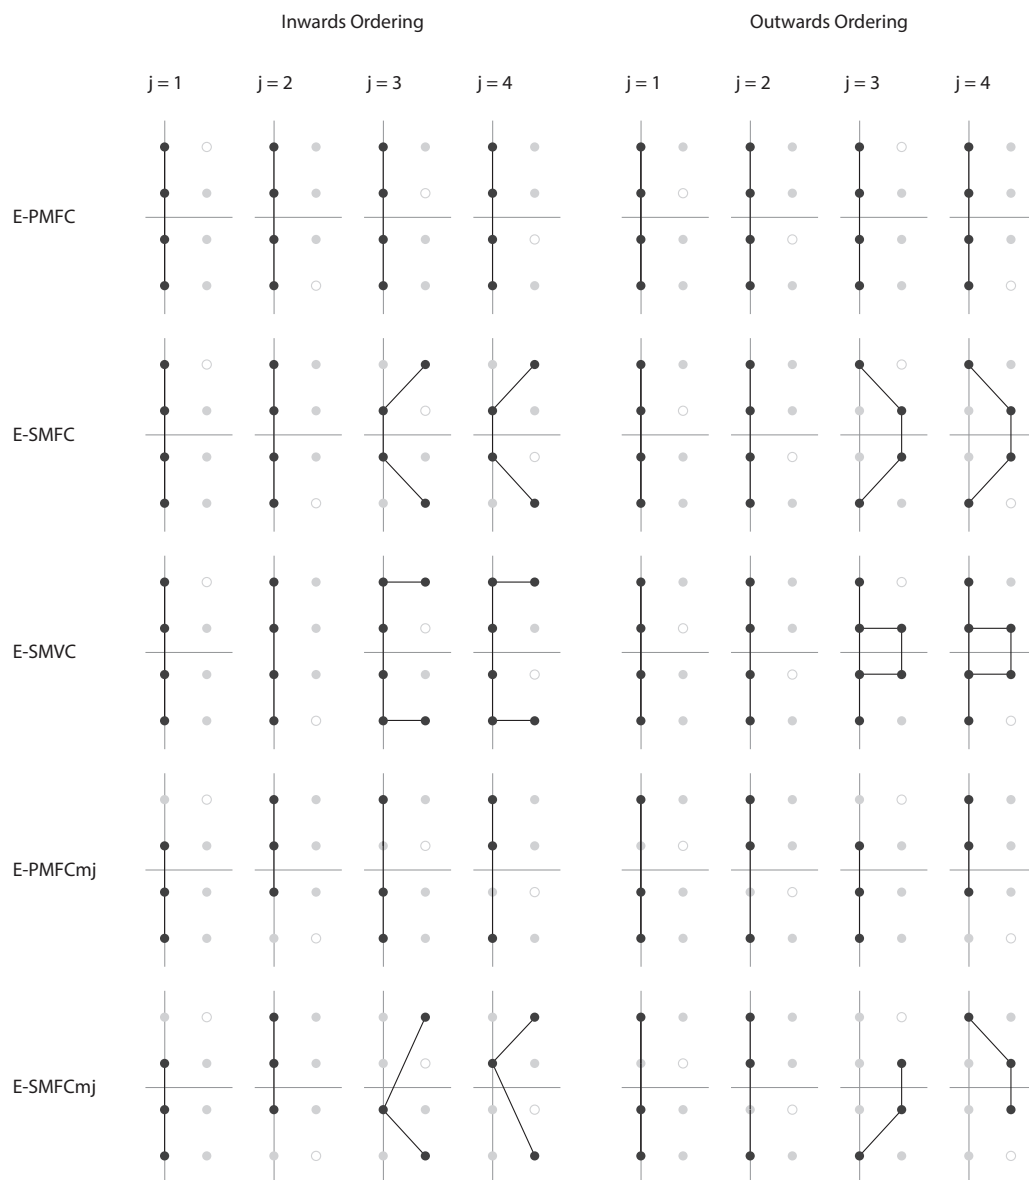 Inwards Ordering Outwards Ordering
j = 1 j = 2 j = 3 j = 4 j = 1 j = 2 j = 3 j = 4
E-PMFC
E-SMFC
E-SMVC
E-PMFCmj
E-SMFCmj